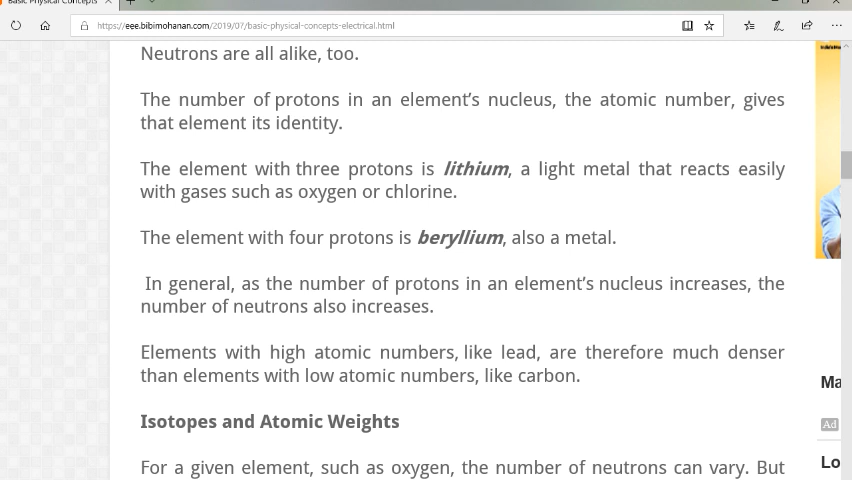 Basic Physical Concepts
https://eee.bibimohanan.com/2019/07/basic-physical-concepts-electrical.html
Neutrons are all alike, too.
The number of protons in an element’s nucleus, the atomic number, gives
that element its identity.
The element with three protons is lithium, a light metal that reacts easily
with gases such as oxygen or chlorine.
The element with four protons is beryllium, also a metal.
In general, as the number of protons in an element’s nucleus increases, the
number of neutrons also increases.
Elements with high atomic numbers, like lead, are therefore much denser
than elements with low atomic numbers, like carbon.
Isotopes and Atomic Weights
For a given element, such as oxygen, the number of neutrons can vary. But
Ma
Ad
Lo